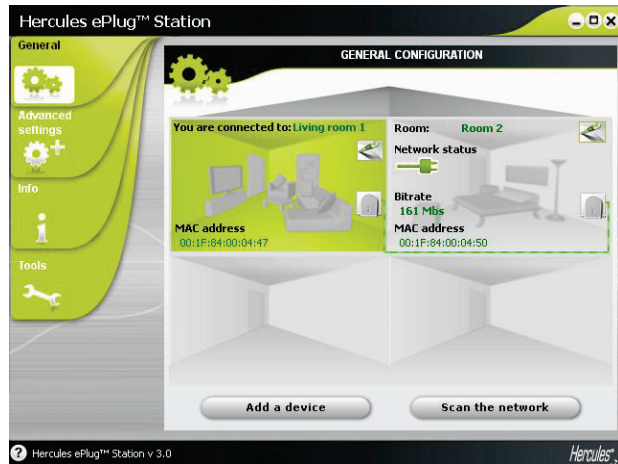 Hercules ePlug™ Station
General
Advanced
settings
Info
Tools
GENERAL CONFIGURATION
You are connected to: Living room 1
MAC address
00:1F:84:00:04:47
Room: Room 2
Network status
Bitrate
161 Mbs
MAC address
00:1F:84:00:04:50
Add a device
Scan the network
? Hercules ePlug™ Station v 3.0
Hercules®